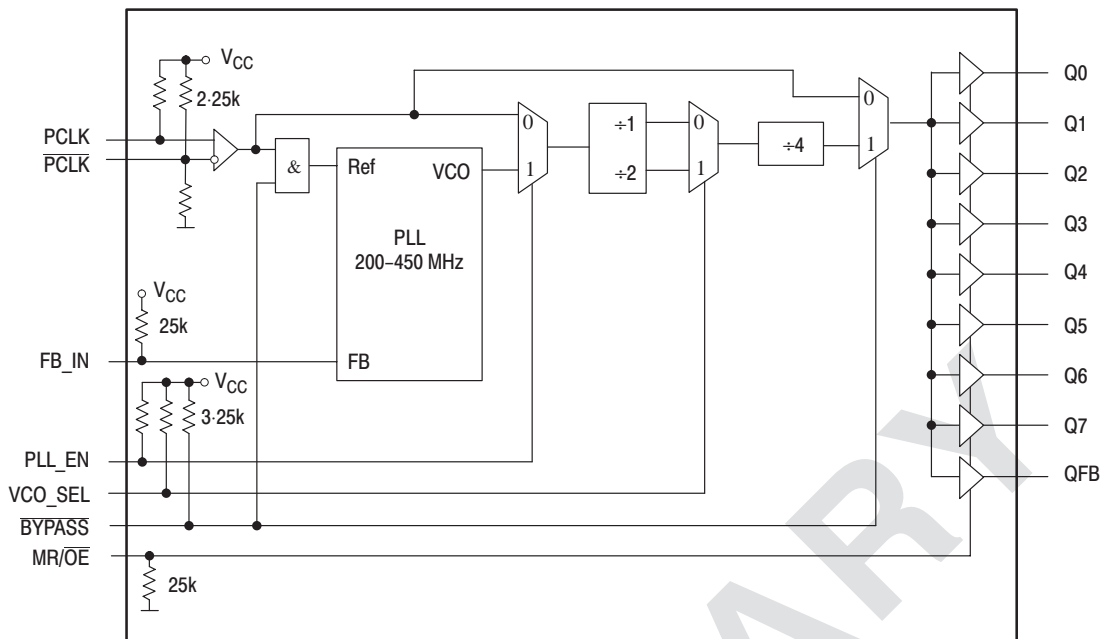 VCC
2·25k
PCLK
PCLK
&
Ref
VCO
PLL
200–450 MHz
FB
0
1
÷1
÷2
0
1
÷4
0
1
VCC
25k
FB_IN
VCC
3·25k
PLL_EN
VCO_SEL
BYPASS
MR/OE
25k
Q0
Q1
Q2
Q3
Q4
Q5
Q6
Q7
QFB
ARY